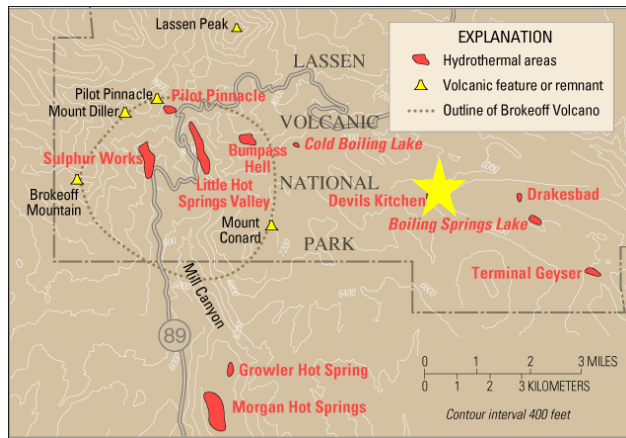 Lassen Peak
LASSEN
EXPLANATION
Hydrothermal areas
Volcanic feature or remnant
Outline of Brokeoff Volcano
Pilot Pinnacle
Pilot Pinnacle
Mount Diller
VOLCANIC
Sulphur Works
Bumpass
Hell
Cold Boiling Lake
Brokeoff
Mountain
Little Hot
Springs Valley
NATIONAL
Devils Kitchen
Drakesbad
Boiling Springs Lake
Mount
Conard
PARK
Terminal Geyser
Mill Canyon
89
6400
Growler Hot Spring
Morgan Hot Springs
0 1 2 3 MILES
0 1 2 3 KILOMETERS
Contour interval 400 feet